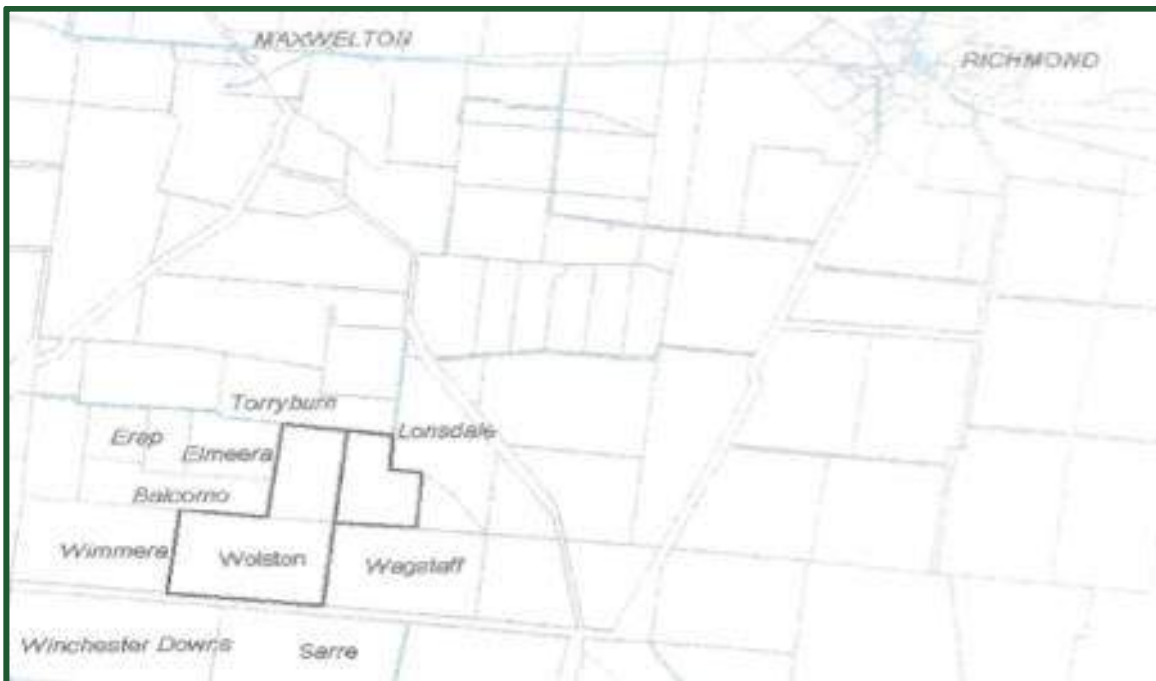 MAXWELTON
RICHMOND
Torryburn
Lonsdale
Erap
Elmeera
Balcomo
Wimmera
Wolston
Wagstaff
Winchester Downs
Sarre